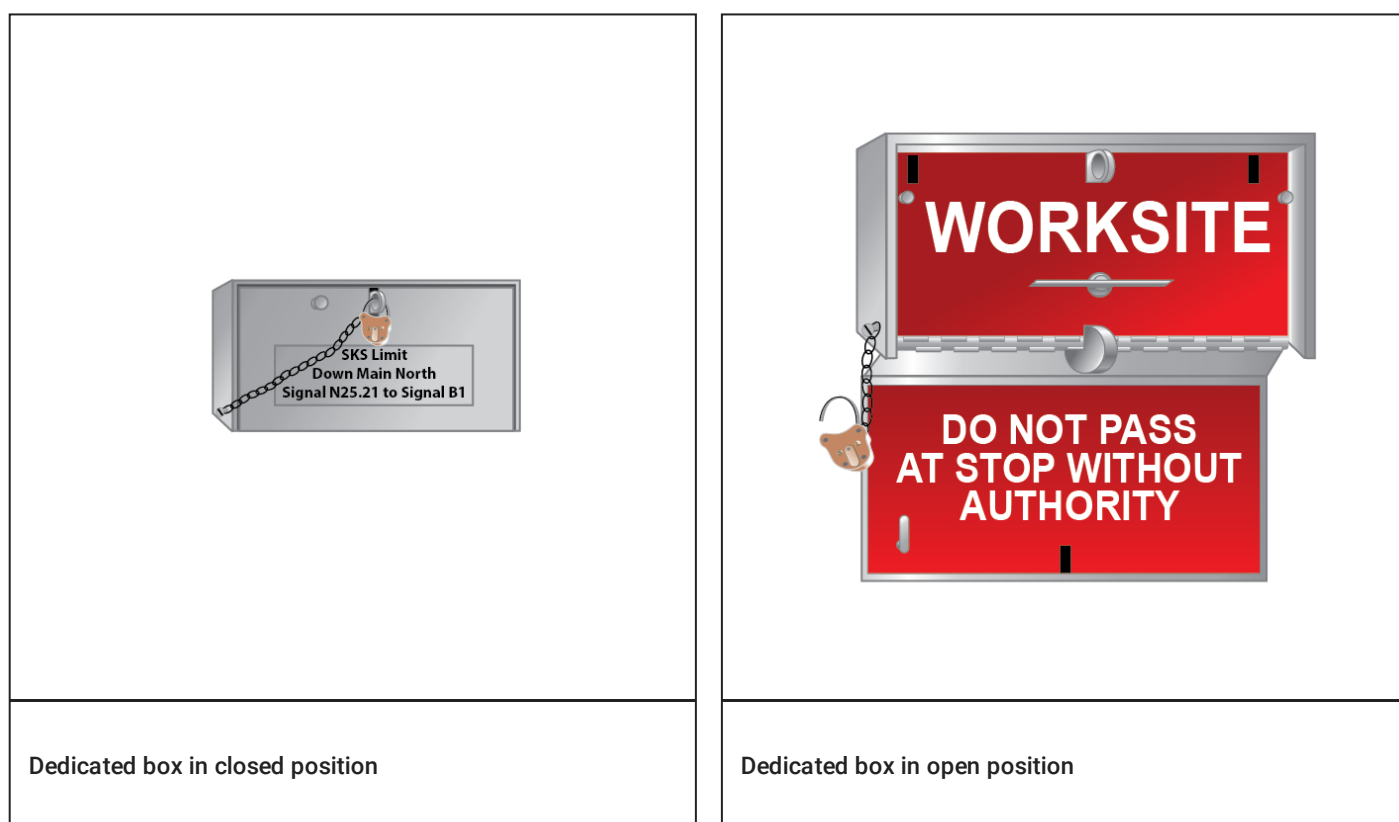 SKS Limit
Down Main North
Signal N25.21 to Signal B1
WORKSITE
DO NOT PASS
AT STOP WITHOUT
AUTHORITY
Dedicated box in closed position
Dedicated box in open position